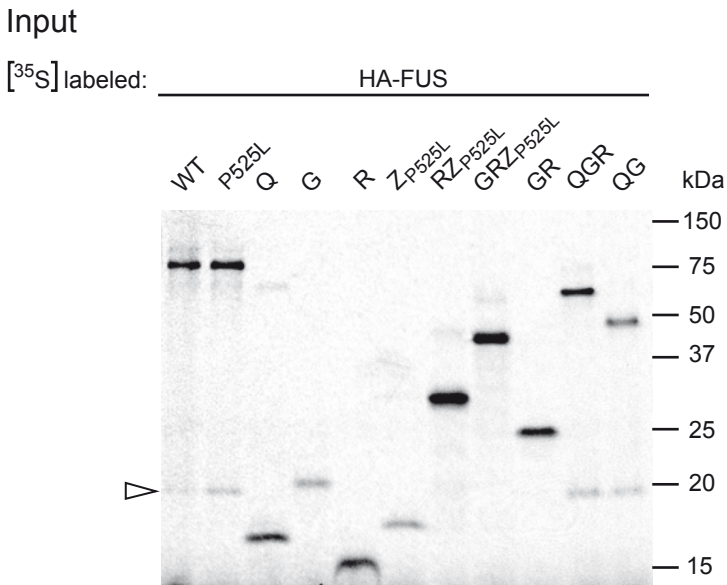 Input
[35S] labeled: HA-FUS
WT P525L Q G R ZP525L RZP525L GRZP525L GR QGR QG kDa
150
75
50
37
25
20
15